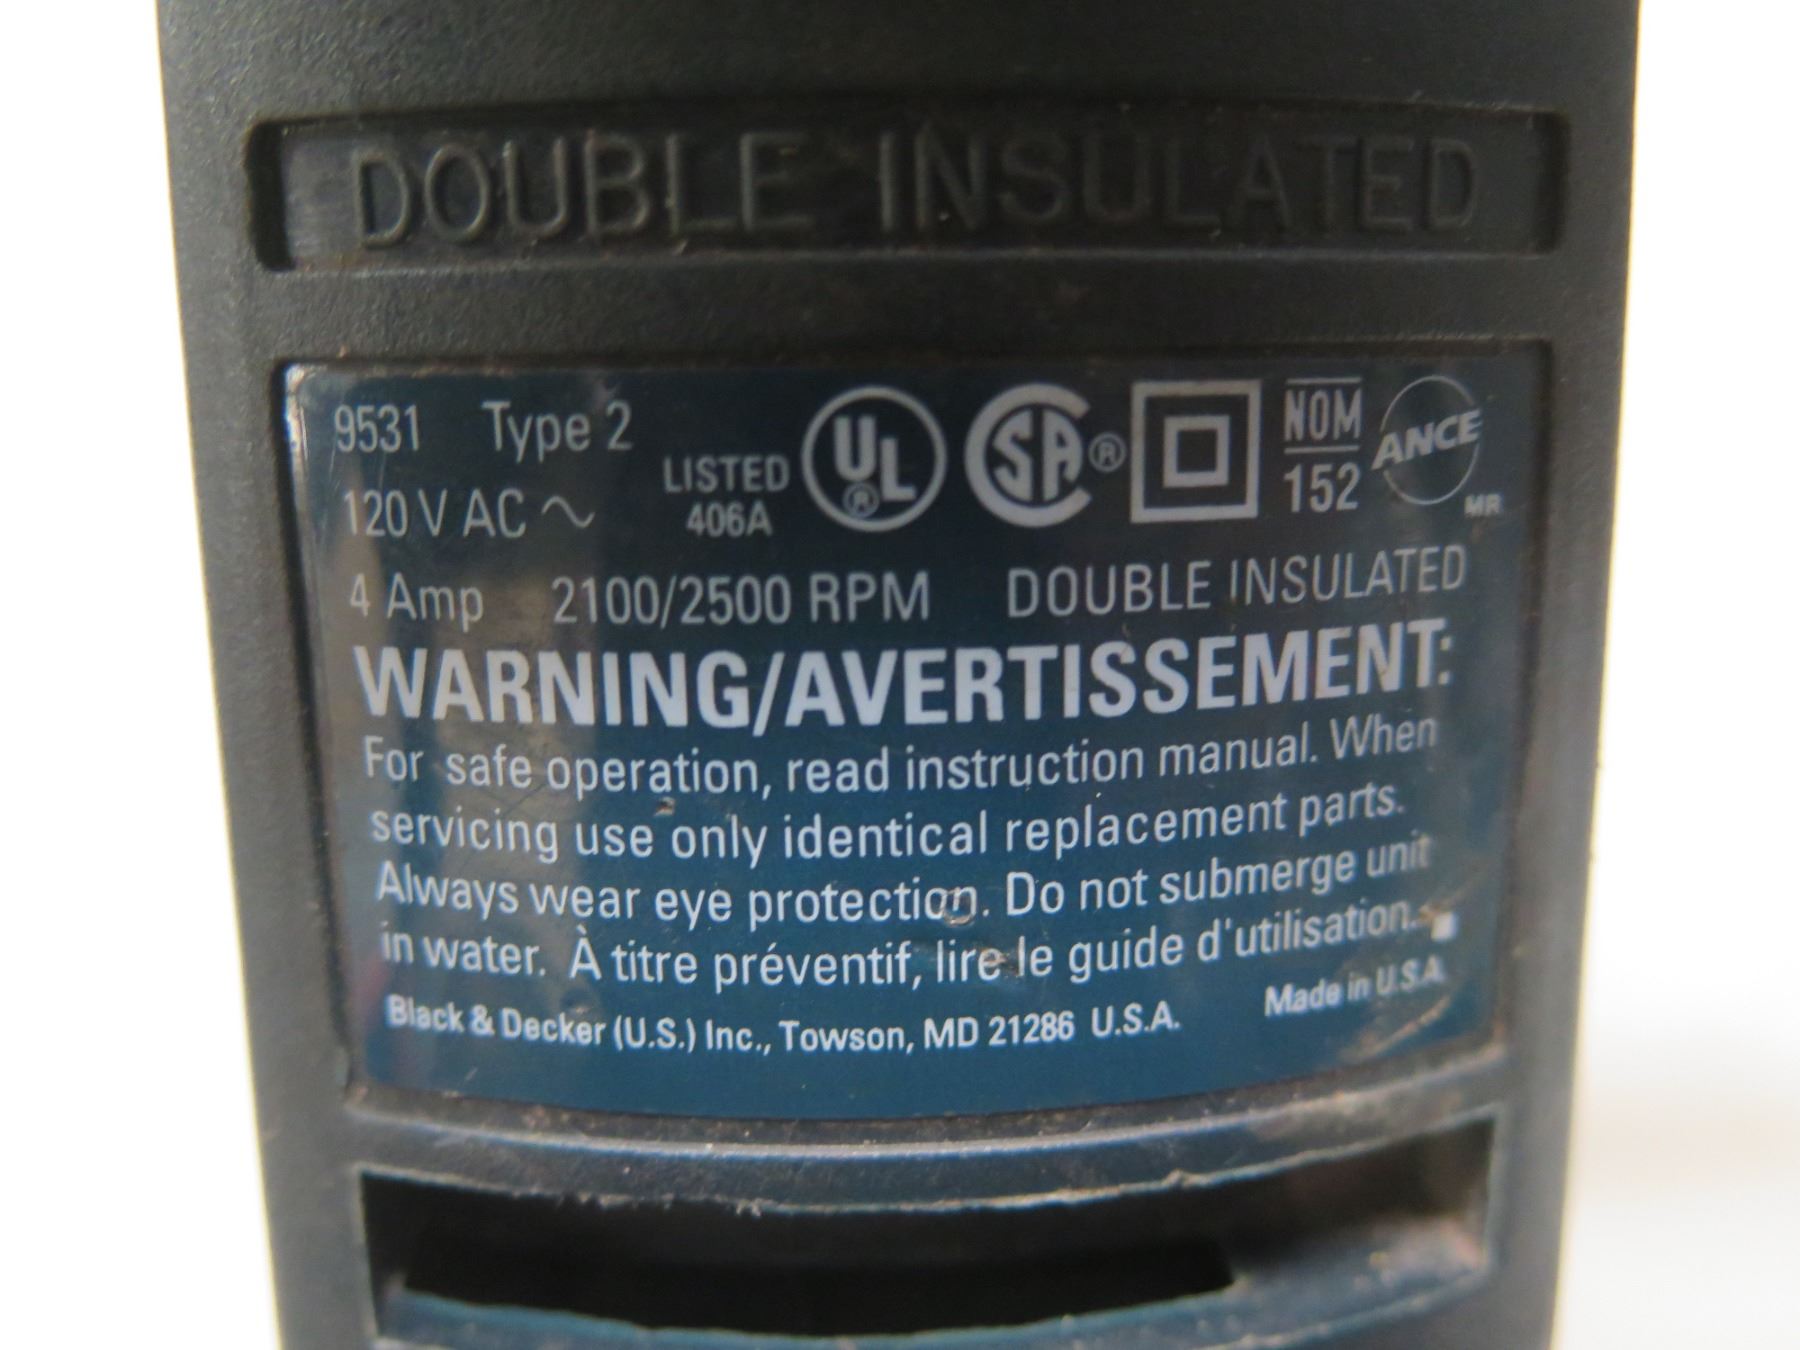 DOUBLE INSULATED
9531 Type 2
120 V AC ~
LISTED
406A
UL ®
SA ®
NOM
152
ANCE
MR
4 Amp 2100/2500 RPM DOUBLE INSULATED
WARNING/AVERTISSEMENT:
For safe operation, read instruction manual. When
servicing use only identical replacement parts.
Always wear eye protection. Do not submerge unit
in water. À titre préventif, lire le guide d'utilisation.
Black & Decker (U.S.) Inc., Towson, MD 21286 U.S.A. Made in U.S.A.